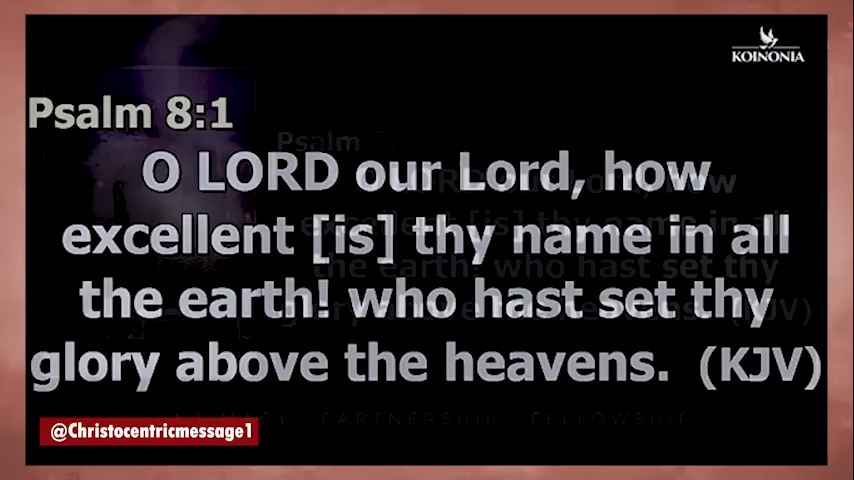 KOINONIA
Psalm 8:1
O LORD our Lord, how
excellent [is] thy name in all
the earth! who hast set thy
glory above the heavens. (KJV)
PARTNERSHIP FELLOWSHIP
@Christocentricmessage1